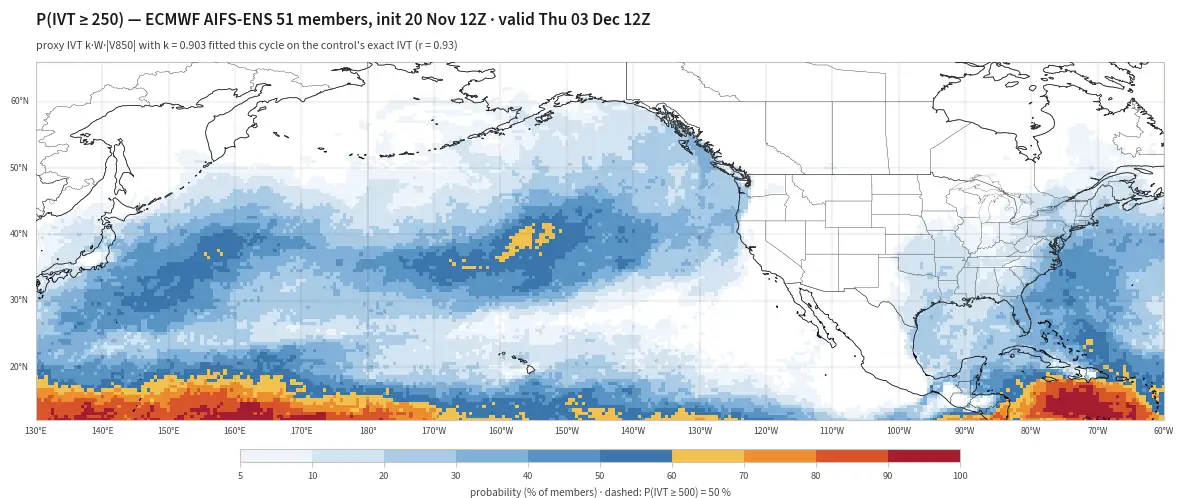 P(IVT ≥ 250) — ECMWF AIFS-ENS 51 members, init 20 Nov 12Z · valid Thu 03 Dec 12Z
proxy IVT k·W·|V850| with k = 0.903 fitted this cycle on the control's exact IVT (r = 0.93)
60°N
50°N
40°N
30°N
20°N
130°E 140°E 150°E 160°E 170°E 180° 170°W 160°W 150°W 140°W 130°W 120°W 110°W 100°W 90°W 80°W 70°W 60°W
5 10 20 30 40 50 60 70 80 90 100
probability (% of members) · dashed: P(IVT ≥ 500) = 50 %